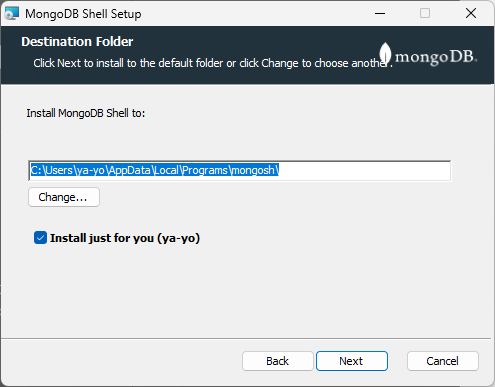 MongoDB Shell Setup
Destination Folder
Click Next to install to the default folder or click Change to choose another.
mongoDB.
Install MongoDB Shell to:
C:\Users\ya-yo\AppData\Local\Programs\mongosh\
Change...
Install just for you (ya-yo)
Back
Next
Cancel